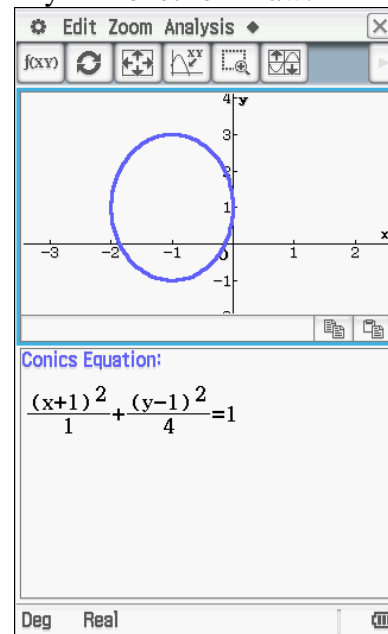 Edit Zoom Analysis ◆
f(XY) XY
4 y
3
2
1
x
-3 -2 -1 0 1 2
-1
Conics Equation:
(x+1)²/1+(y−1)²/4=1
Deg Real